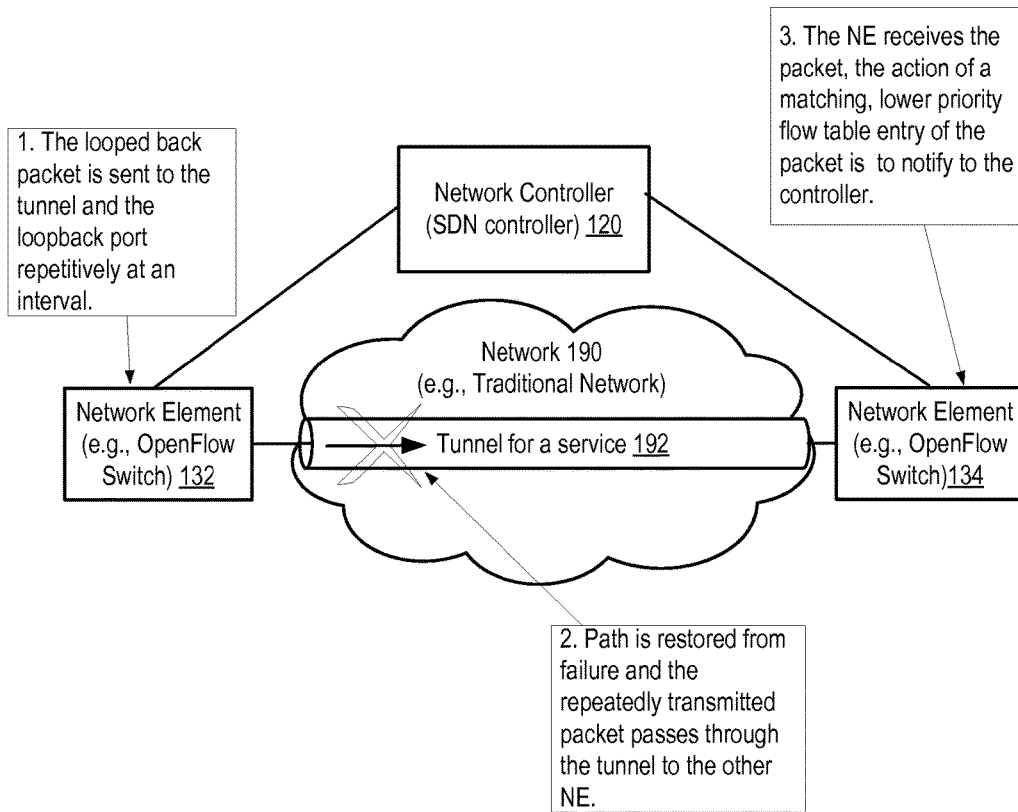 1. The looped back
packet is sent to the
tunnel and the
loopback port
repetitively at an
interval.
3. The NE receives the
packet, the action of a
matching, lower priority
flow table entry of the
packet is to notify to the
controller.
Network Controller
(SDN controller) 120
Network 190
(e.g., Traditional Network)
Network Element
(e.g., OpenFlow
Switch) 132
Tunnel for a service 192
Network Element
(e.g., OpenFlow
Switch)134
2. Path is restored from
failure and the
repeatedly transmitted
packet passes through
the tunnel to the other
NE.